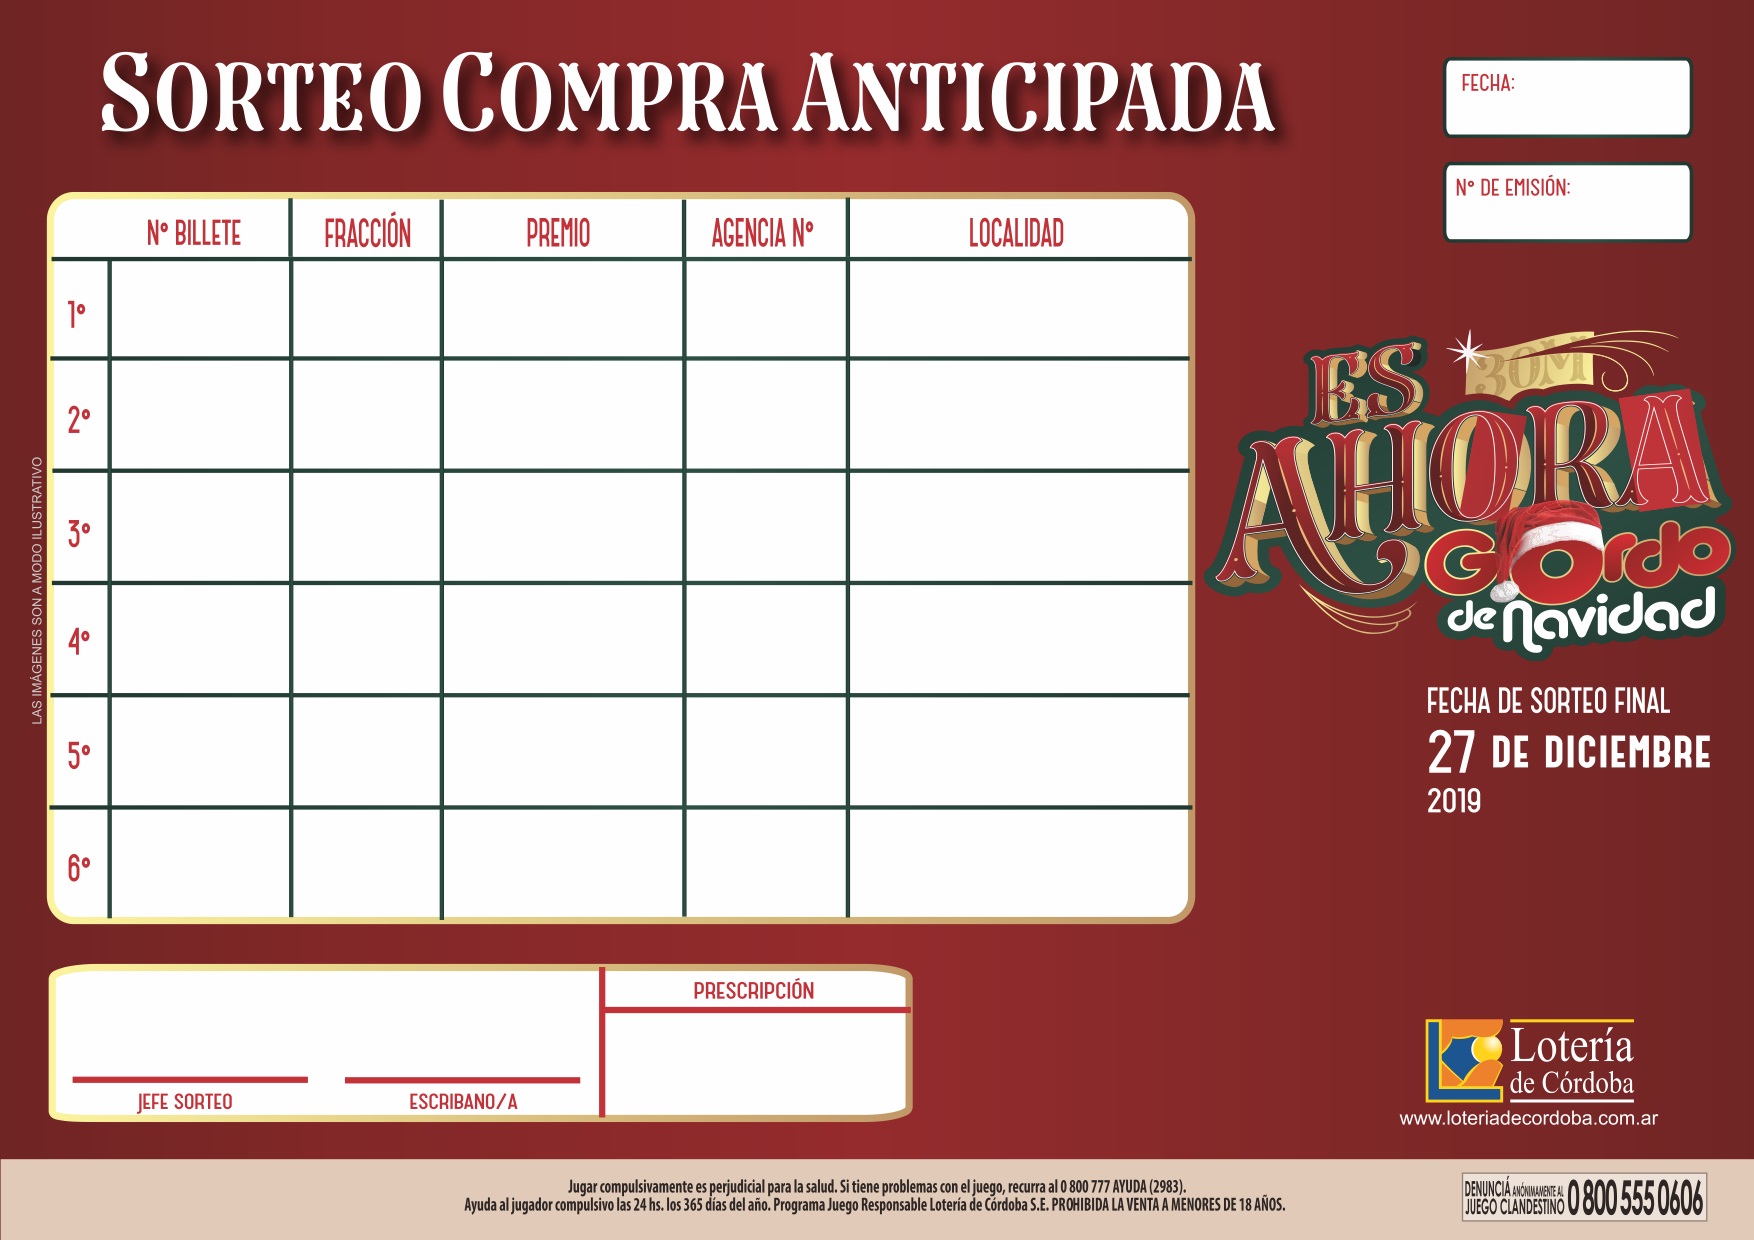 SORTEO COMPRA ANTICIPADA
FECHA:
N° DE EMISIÓN:
N° BILLETE FRACCIÓN PREMIO AGENCIA N° LOCALIDAD
1°
2°
3°
4°
5°
6°
LAS IMÁGENES SON A MODO ILUSTRATIVO
30M
ES
AHORA
GORDO
de Navidad
FECHA DE SORTEO FINAL
27 DE DICIEMBRE
2019
PRESCRIPCIÓN
JEFE SORTEO ESCRIBANO/A
Lotería
de Córdoba
www.loteriadecordoba.com.ar
Jugar compulsivamente es perjudicial para la salud. Si tiene problemas con el juego, recurra al 0 800 777 AYUDA (2983).
Ayuda al jugador compulsivo las 24 hs. los 365 días del año. Programa Juego Responsable Lotería de Córdoba S.E. PROHIBIDA LA VENTA A MENORES DE 18 AÑOS.
DENUNCIÁ ANÓNIMAMENTE AL
JUEGO CLANDESTINO 0 800 555 0606